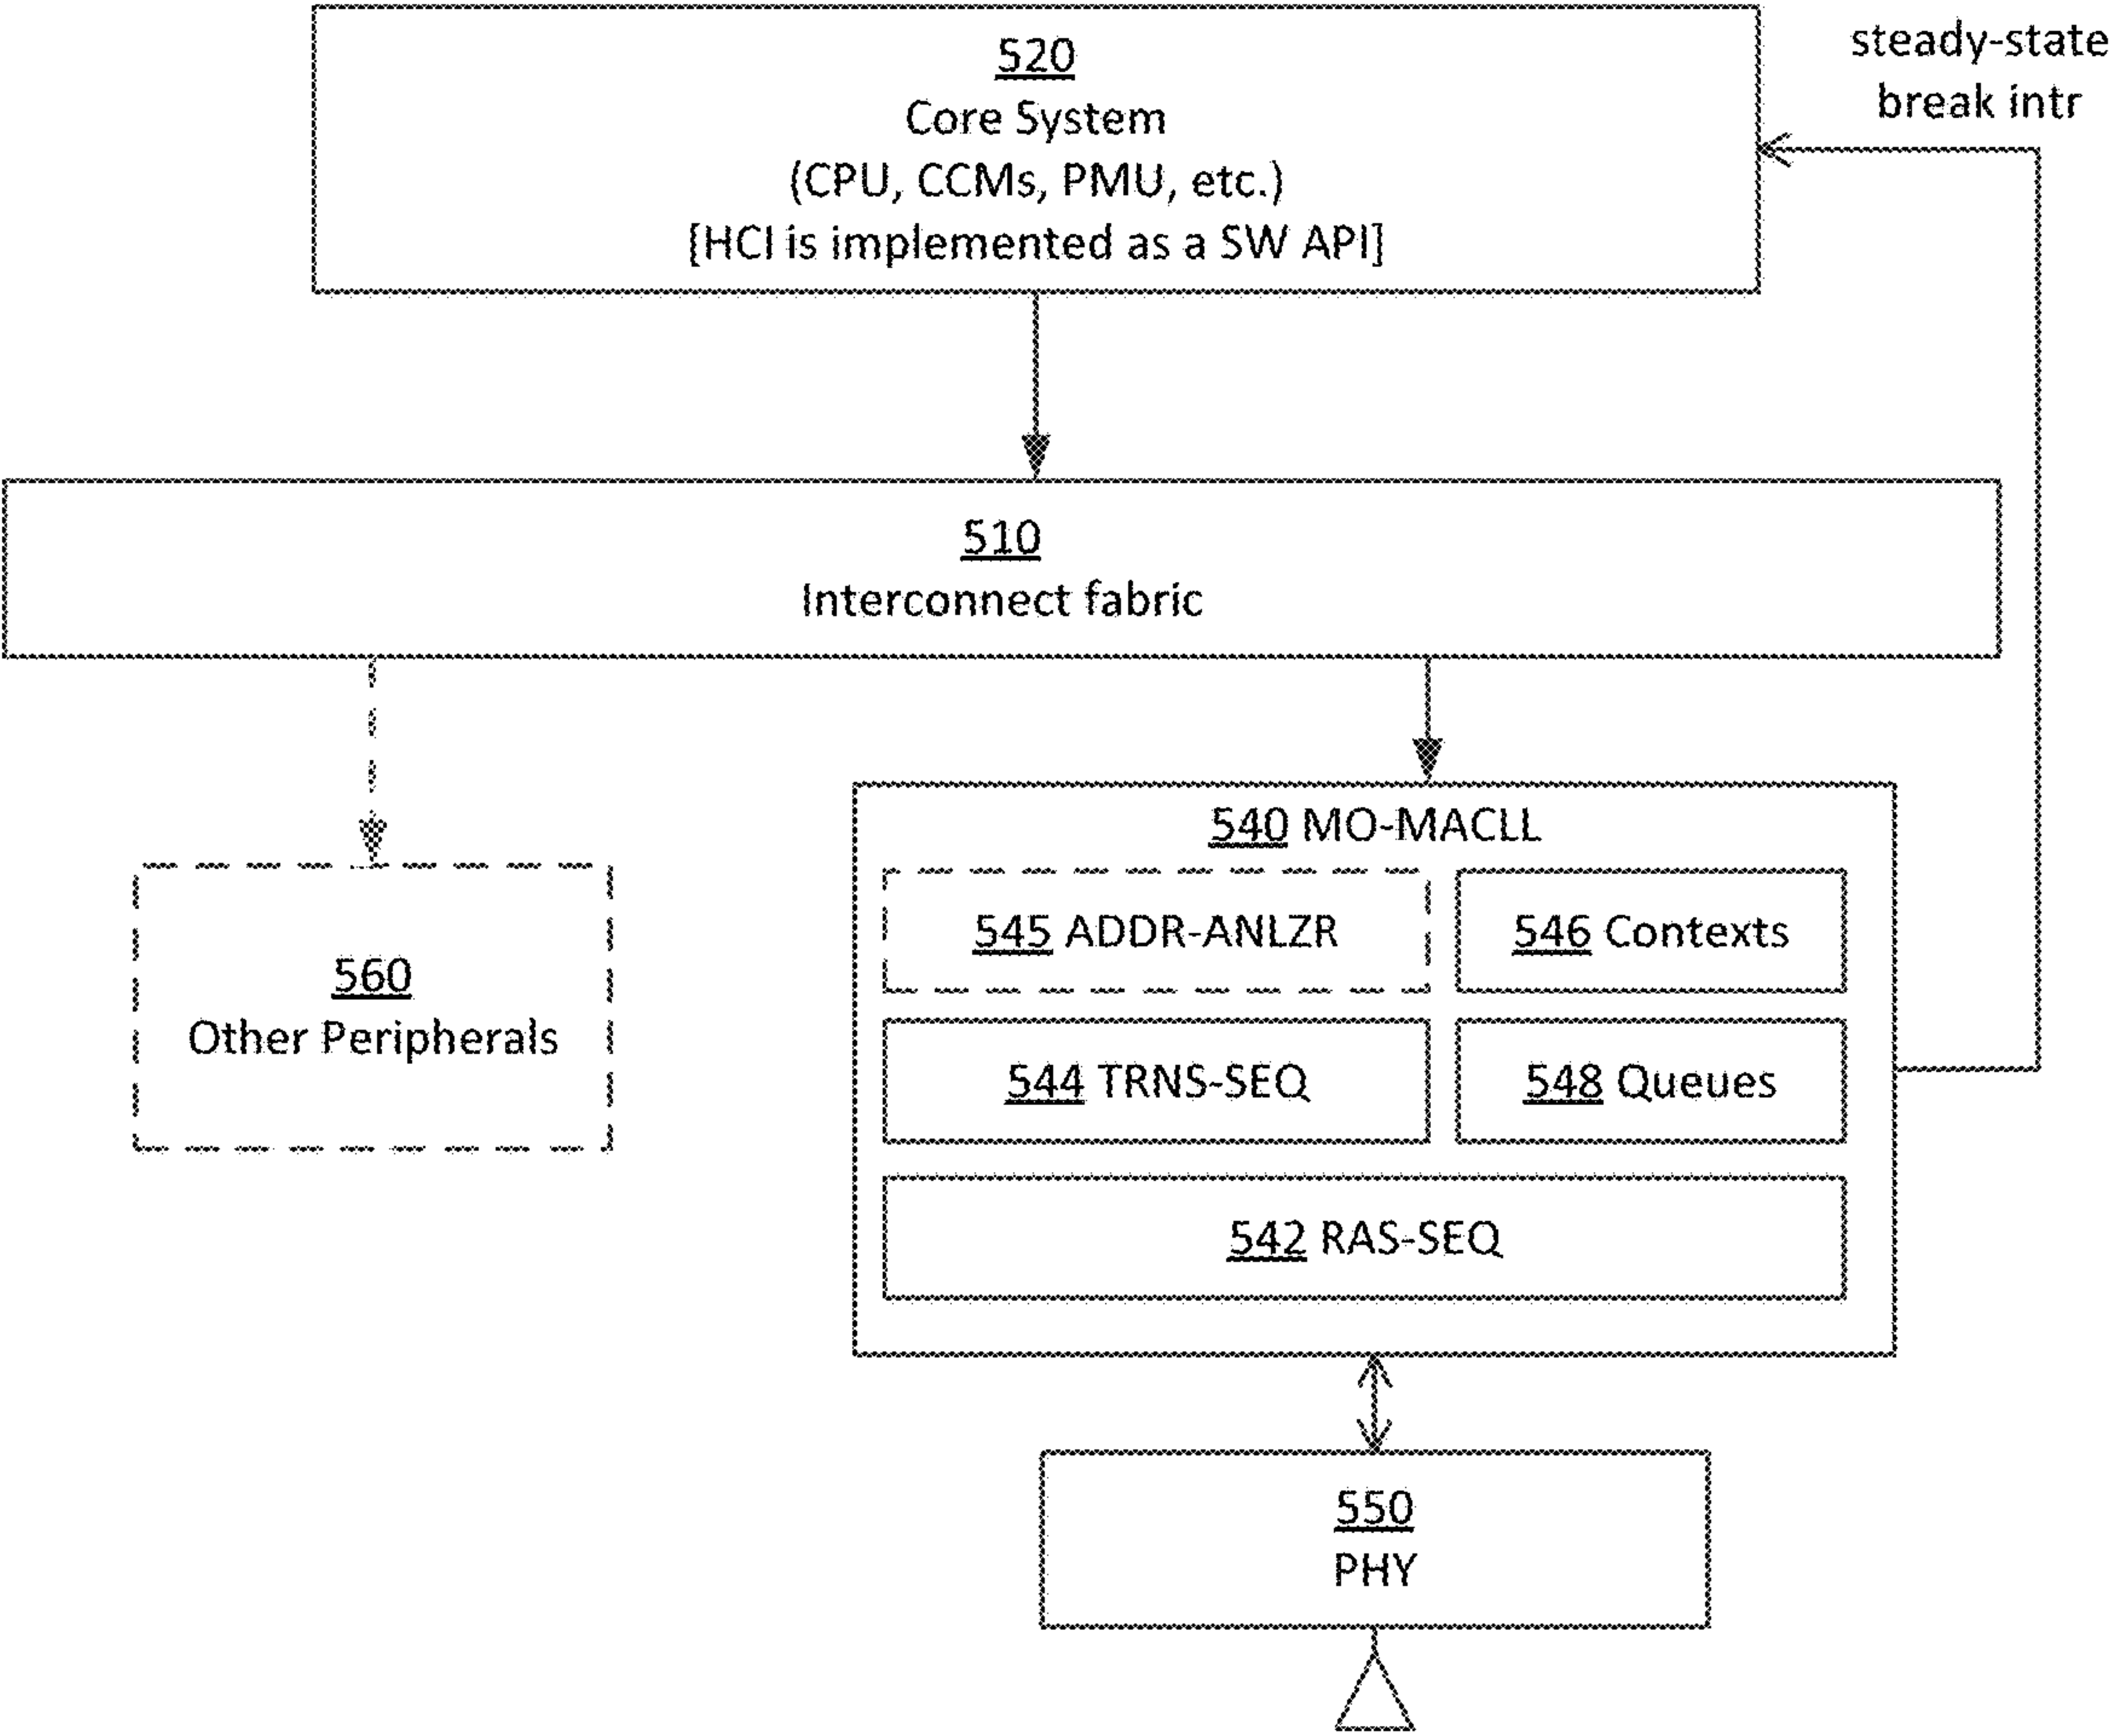 steady-state
break intr
520
Core System
(CPU, CCMs, PMU, etc.)
[HCI is implemented as a SW API]
510
Interconnect fabric
540 MO-MACLL
545 ADDR-ANLZR
546 Contexts
560
Other Peripherals
544 TRNS-SEQ
548 Queues
542 RAS-SEQ
550
PHY